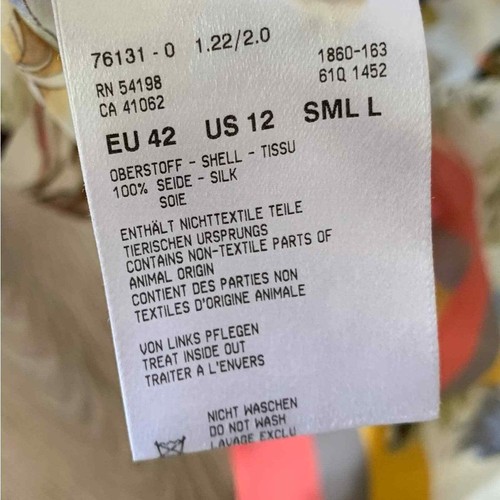 76131 - 0 1.22/2.0
1860-163
RN 54198
61Q 1452
CA 41062
EU 42 US 12 SML L
OBERSTOFF - SHELL - TISSU
100% SEIDE - SILK
SOIE
ENTHÄLT NICHTTEXTILE TEILE
TIERISCHEN URSPRUNGS
CONTAINS NON-TEXTILE PARTS OF
ANIMAL ORIGIN
CONTIENT DES PARTIES NON
TEXTILES D'ORIGINE ANIMALE
VON LINKS PFLEGEN
TREAT INSIDE OUT
TRAITER A L'ENVERS
NICHT WASCHEN
DO NOT WASH
LAVAGE EXCLU